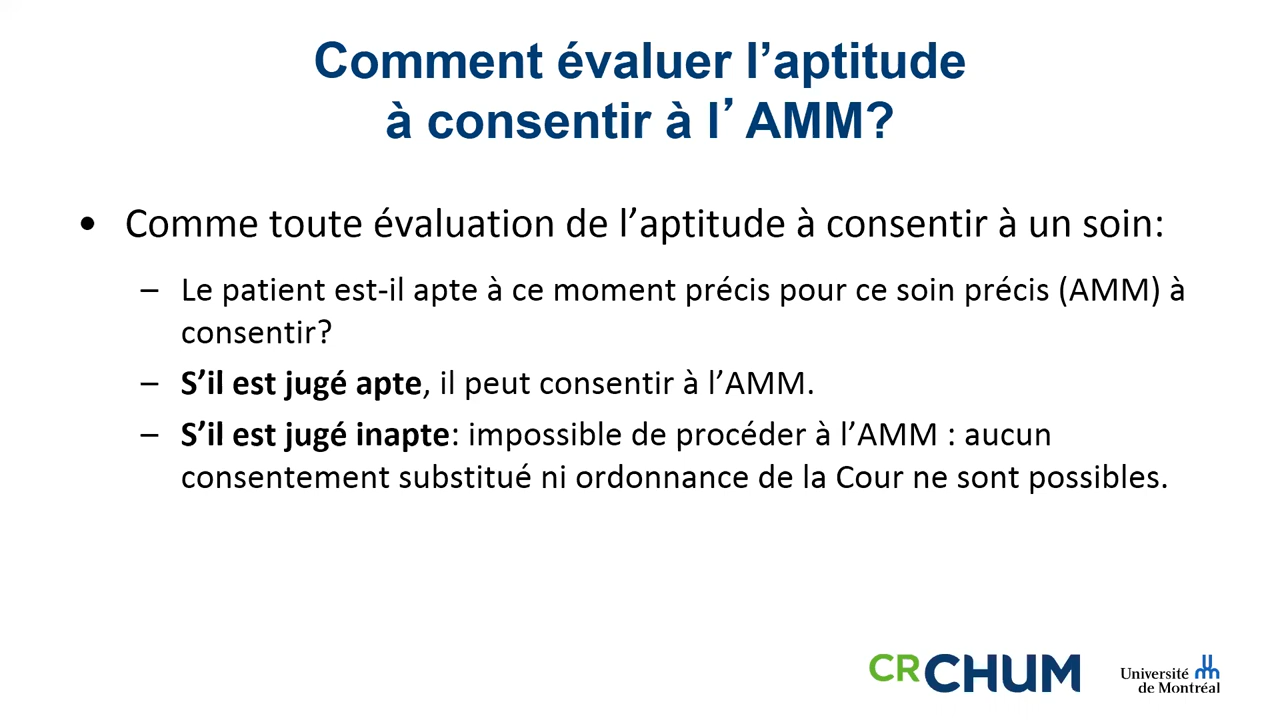 Comment évaluer l’aptitude
à consentir à l’ AMM?
• Comme toute évaluation de l’aptitude à consentir à un soin:
– Le patient est-il apte à ce moment précis pour ce soin précis (AMM) à
consentir?
– S’il est jugé apte, il peut consentir à l’AMM.
– S’il est jugé inapte: impossible de procéder à l’AMM : aucun
consentement substitué ni ordonnance de la Cour ne sont possibles.
CRCHUM
Université
de Montréal